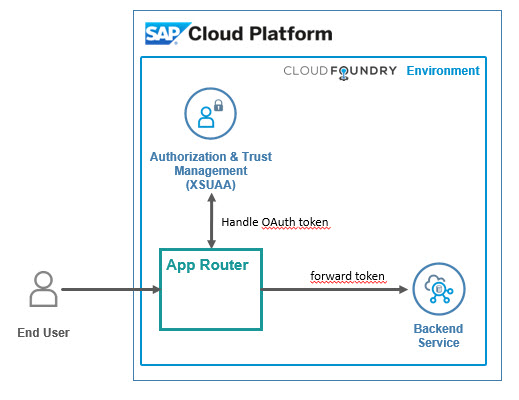 SAP Cloud Platform
CLOUDFOUNDRY Environment
Authorization & Trust
Management
(XSUAA)
Handle OAuth token
App Router
forward token
End User
Backend
Service